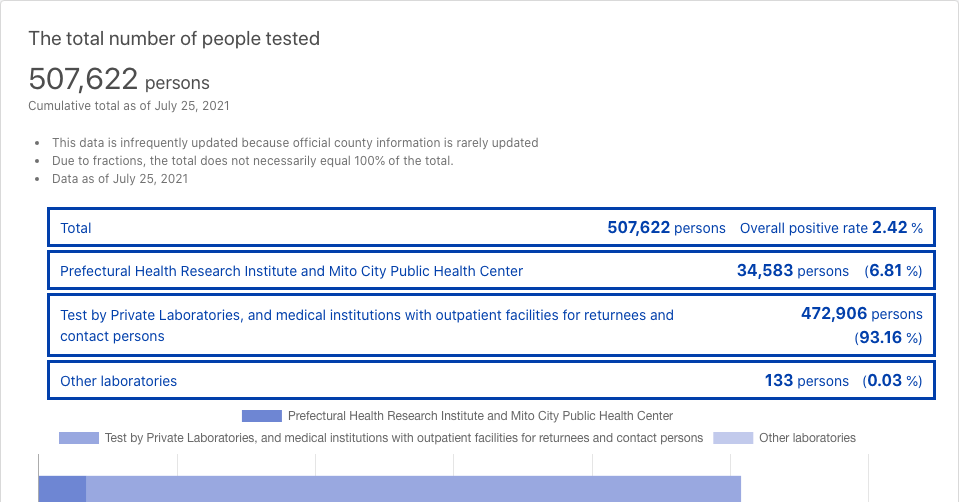 The total number of people tested
507,622 persons
Cumulative total as of July 25, 2021
• This data is infrequently updated because official county information is rarely updated
• Due to fractions, the total does not necessarily equal 100% of the total.
• Data as of July 25, 2021
Total 507,622 persons Overall positive rate 2.42 %
Prefectural Health Research Institute and Mito City Public Health Center 34,583 persons (6.81 %)
Test by Private Laboratories, and medical institutions with outpatient facilities for returnees and 472,906 persons
contact persons (93.16 %)
Other laboratories 133 persons (0.03 %)
Prefectural Health Research Institute and Mito City Public Health Center
Test by Private Laboratories, and medical institutions with outpatient facilities for returnees and contact persons Other laboratories